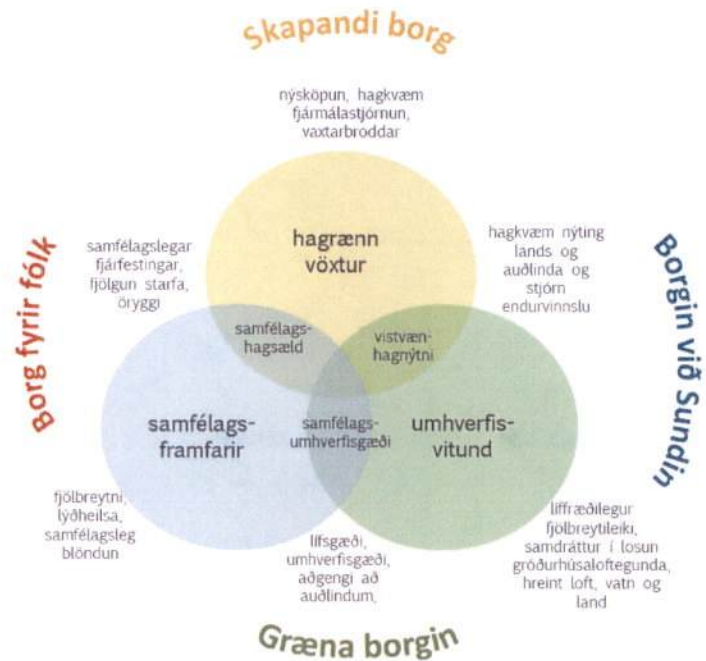 Skapandi borg
nýsköpun, hagkvæm
fjármálastjórnun,
vaxtarbroddar
Borg fyrir fólk
samfélagslegar
fjárfestingar,
fjölgun starfa,
öryggi
hagrænn
vöxtur
hagkvæm nýting
lands og
auðlinda og
stjórn
endurvinnslu
Borgin við Sundin
samfélags-
hagsæld
vistvæn-
hagnýtni
samfélags-
framfarir
samfélags-
umhverfisgæði
umhverfis-
vitund
fjölbreytni,
lýðheilsa,
samfélagsleg
blöndun
lífsgæði,
umhverfisgæði,
aðgengi að
auðlindum,
líffræðilegur
fjölbreytileiki,
samdráttur í losun
gróðurhúsaloftegunda,
hreint loft, vatn og
land
Græna borgin